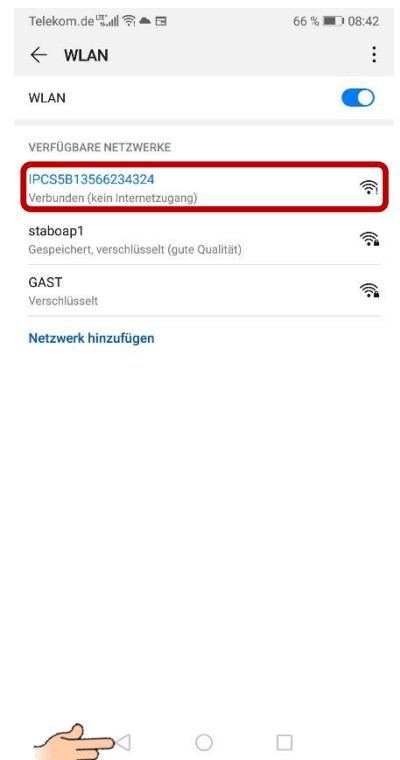 Telekom.de 66 % 08:42
WLAN
WLAN
VERFÜGBARE NETZWERKE
IPCS5B13566234324
Verbunden (kein Internetzugang)
staboap1
Gespeichert, verschlüsselt (gute Qualität)
GAST
Verschlüsselt
Netzwerk hinzufügen